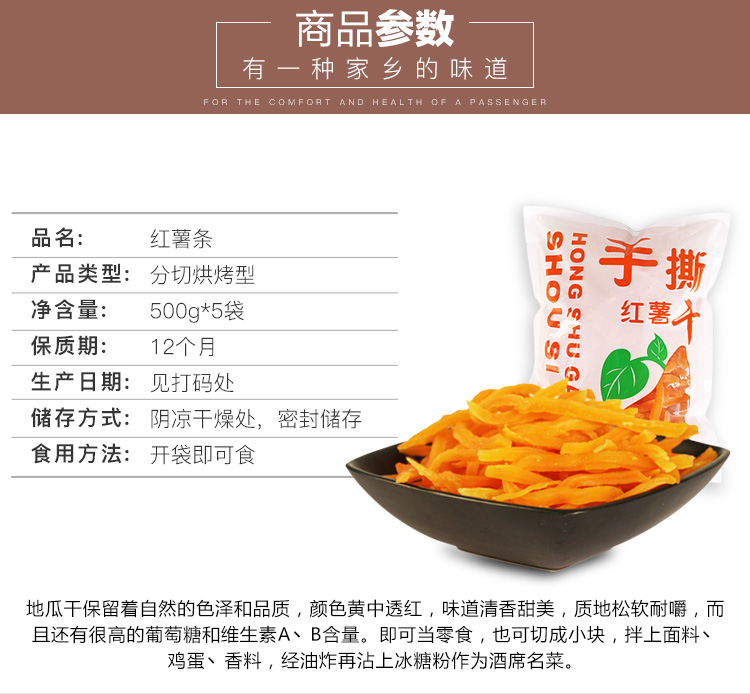 商品参数
有一种家乡的味道
FOR THE COMFORT AND HEALTH OF A PASSENGER
品名: 红薯条
产品类型: 分切烘烤型
净含量: 500g*5袋
保质期: 12个月
生产日期: 见打码处
储存方式: 阴凉干燥处，密封储存
食用方法: 开袋即可食
手撕
红薯干
HONG SHU GA
SHOU SI
地瓜干保留着自然的色泽和品质，颜色黄中透红，味道清香甜美，质地松软耐嚼，而
且还有很高的葡萄糖和维生素A、B含量。即可当零食，也可切成小块，拌上面料、
鸡蛋、香料，经油炸再沾上冰糖粉作为酒席名菜。